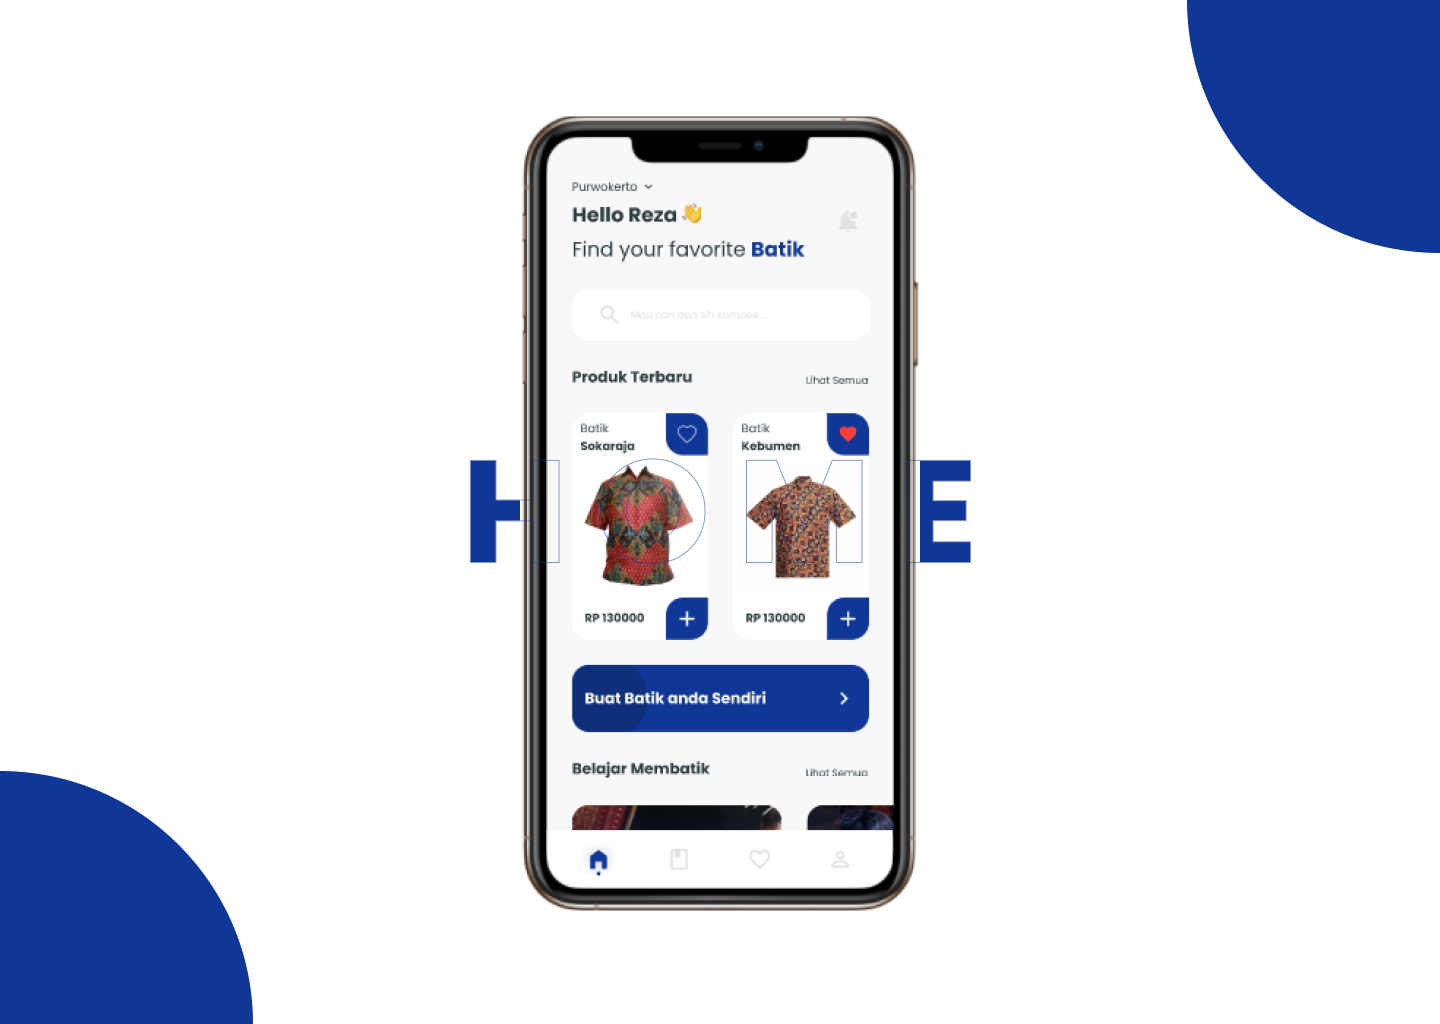 Purwokerto
Hello Reza 👋
Find your favorite Batik
Mau cari apa sih kamoee...
Produk Terbaru
Lihat Semua
Batik
Sokaraja
Batik
Kebumen
HOME
RP 130000
RP 130000
Buat Batik anda Sendiri
Belajar Membatik
Lihat Semua